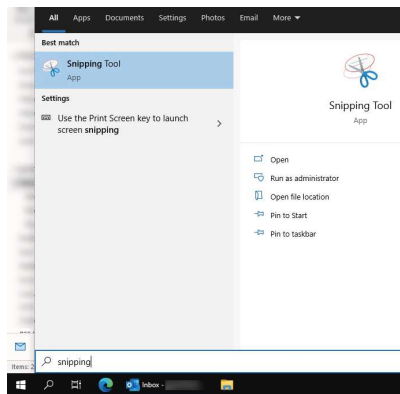 All Apps Documents Settings Photos Email More
Best match
Snipping Tool
App
Settings
Use the Print Screen key to launch
screen snipping
Snipping Tool
App
Open
Run as administrator
Open file location
Pin to Start
Pin to taskbar
Items: 2
snipping
Inbox -